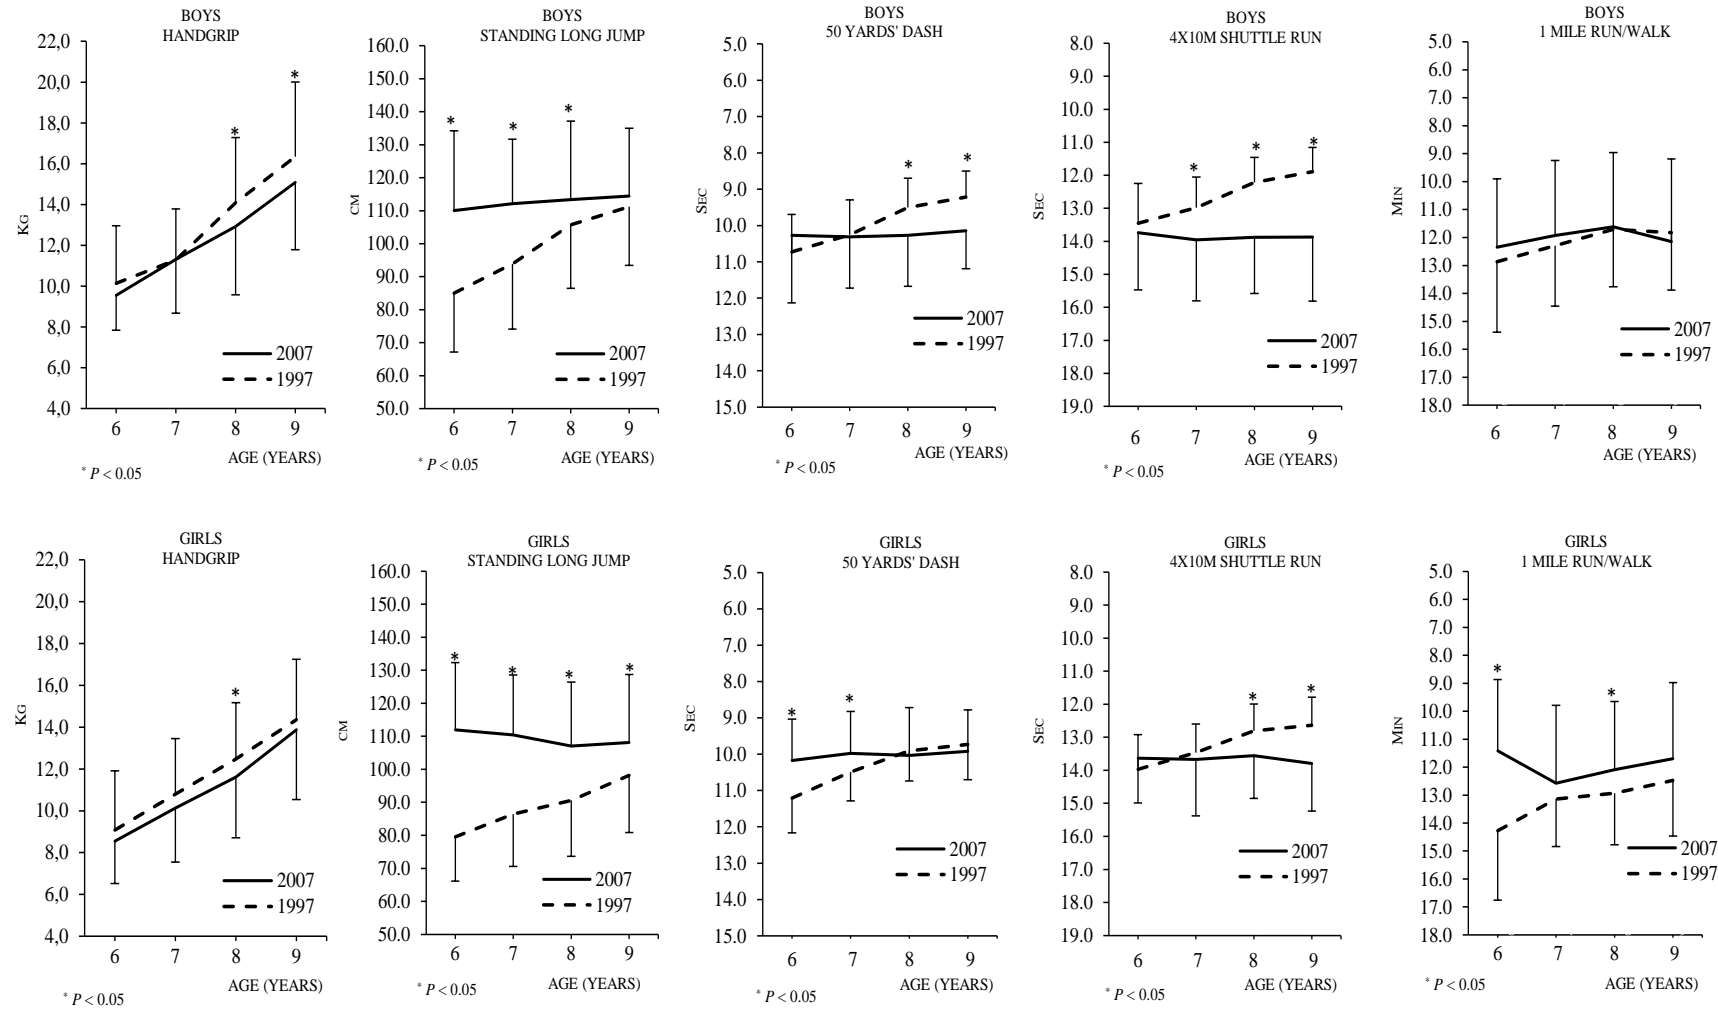 BOYS
HANDGRIP
22,0
20,0
18,0
16,0
14,0
12,0
10,0
8,0
6,0
4,0
KG
*
*
2007
1997
6 7 8 9
AGE (YEARS)
* P < 0.05
BOYS
STANDING LONG JUMP
160.0
150.0
140.0
130.0
120.0
110.0
100.0
90.0
80.0
70.0
60.0
50.0
CM
*
*
*
2007
1997
6 7 8 9
AGE (YEARS)
* P < 0.05
BOYS
50 YARDS' DASH
5.0
6.0
7.0
8.0
9.0
10.0
11.0
12.0
13.0
14.0
15.0
SEC
*
*
2007
1997
6 7 8 9
AGE (YEARS)
* P < 0.05
BOYS
4X10M SHUTTLE RUN
8.0
9.0
10.0
11.0
12.0
13.0
14.0
15.0
16.0
17.0
18.0
19.0
SEC
*
*
*
2007
1997
6 7 8 9
AGE (YEARS)
* P < 0.05
BOYS
1 MILE RUN/WALK
5.0
6.0
7.0
8.0
9.0
10.0
11.0
12.0
13.0
14.0
15.0
16.0
17.0
18.0
MIN
2007
1997
6 7 8 9
AGE (YEARS)
GIRLS
HANDGRIP
22,0
20,0
18,0
16,0
14,0
12,0
10,0
8,0
6,0
4,0
KG
*
2007
1997
6 7 8 9
AGE (YEARS)
* P < 0.05
GIRLS
STANDING LONG JUMP
160.0
150.0
140.0
130.0
120.0
110.0
100.0
90.0
80.0
70.0
60.0
50.0
CM
*
*
*
*
2007
1997
6 7 8 9
AGE (YEARS)
* P < 0.05
GIRLS
50 YARDS' DASH
5.0
6.0
7.0
8.0
9.0
10.0
11.0
12.0
13.0
14.0
15.0
SEC
*
*
2007
1997
6 7 8 9
AGE (YEARS)
* P < 0.05
GIRLS
4X10M SHUTTLE RUN
8.0
9.0
10.0
11.0
12.0
13.0
14.0
15.0
16.0
17.0
18.0
19.0
SEC
*
*
2007
1997
6 7 8 9
AGE (YEARS)
* P < 0.05
GIRLS
1 MILE RUN/WALK
5.0
6.0
7.0
8.0
9.0
10.0
11.0
12.0
13.0
14.0
15.0
16.0
17.0
18.0
MIN
*
*
2007
1997
6 7 8 9
AGE (YEARS)
* P < 0.05